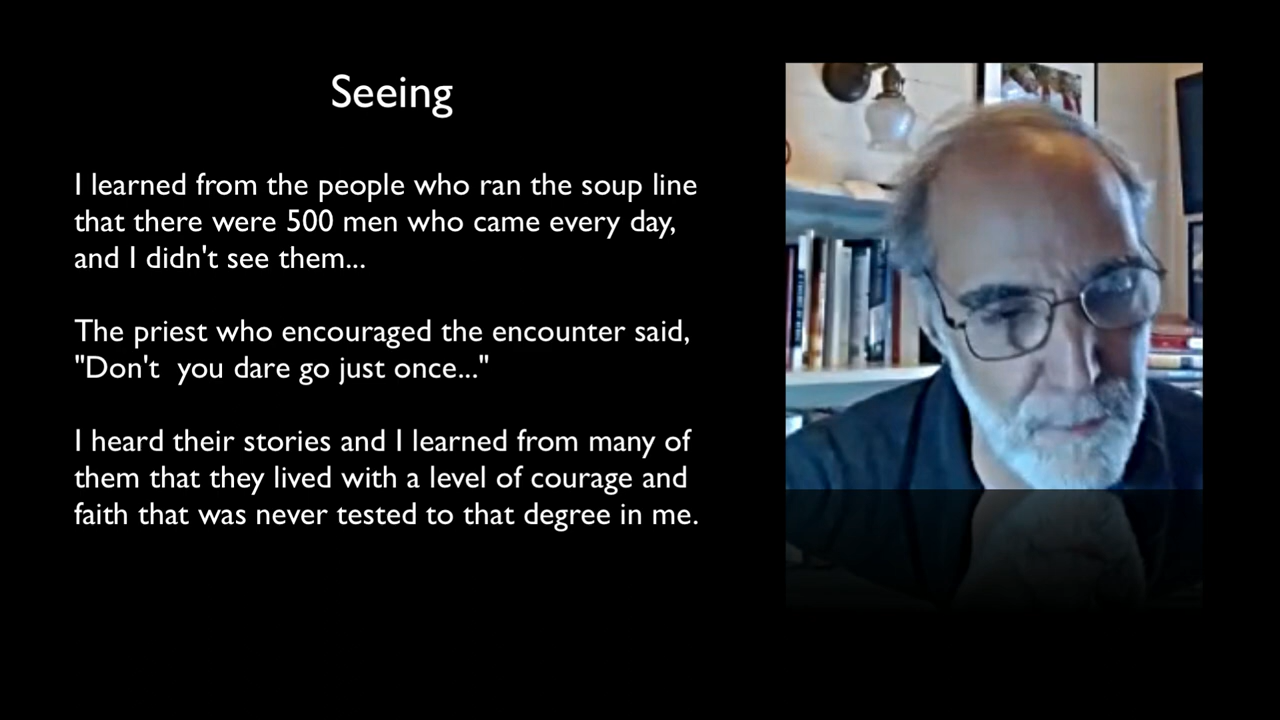 Seeing
I learned from the people who ran the soup line
that there were 500 men who came every day,
and I didn't see them...
The priest who encouraged the encounter said,
"Don't  you dare go just once..."
I heard their stories and I learned from many of
them that they lived with a level of courage and
faith that was never tested to that degree in me.